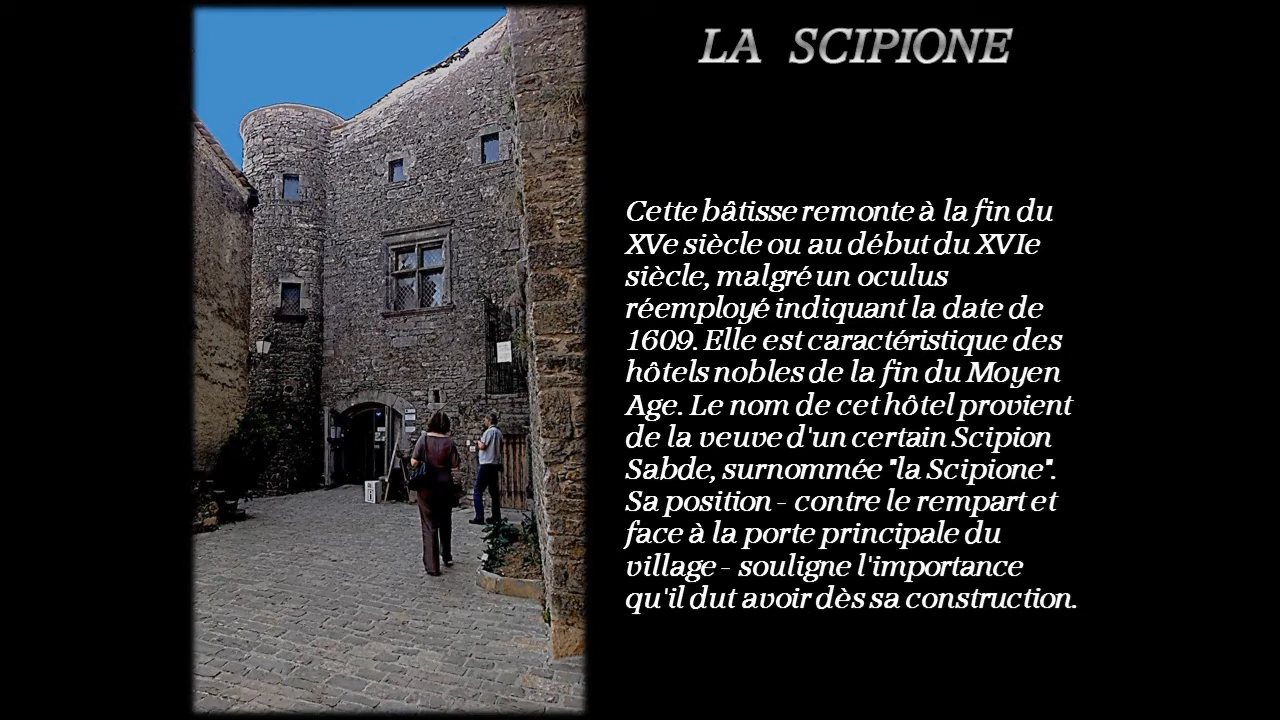 LA SCIPIONE
Cette bâtisse remonte à la fin du
XVe siècle ou au début du XVIe
siècle, malgré un oculus
réemployé indiquant la date de
1609. Elle est caractéristique des
hôtels nobles de la fin du Moyen
Age. Le nom de cet hôtel provient
de la veuve d'un certain Scipion
Sabde, surnommée "la Scipione".
Sa position - contre le rempart et
face à la porte principale du
village - souligne l'importance
qu'il dut avoir dès sa construction.